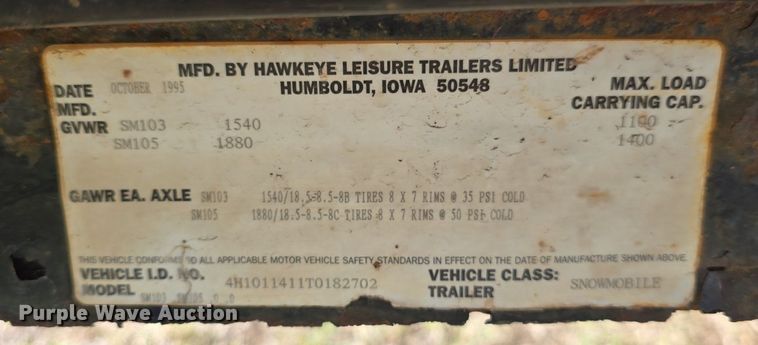 MFD. BY HAWKEYE LEISURE TRAILERS LIMITED
HUMBOLDT, IOWA 50548
DATE MFD. OCTOBER 1995
MAX. LOAD CARRYING CAP.
GVWR SM103 1540 1100
SM105 1880 1400
GAWR EA. AXLE SM103 1540/18.5-8.5-8B TIRES 8 X 7 RIMS @ 35 PSI COLD
SM105 1880/18.5-8.5-8C TIRES 8 X 7 RIMS @ 50 PSI COLD
THIS VEHICLE CONFORMS TO ALL APPLICABLE MOTOR VEHICLE SAFETY STANDARDS IN EFFECT ON THE DATE OF MANUFACTURE SHOWN ABOVE.
VEHICLE I.D. NO. 4H1011411T0182702 VEHICLE CLASS:
MODEL SM103 SM105 0 0 TRAILER SNOWMOBILE
Purple Wave Auction